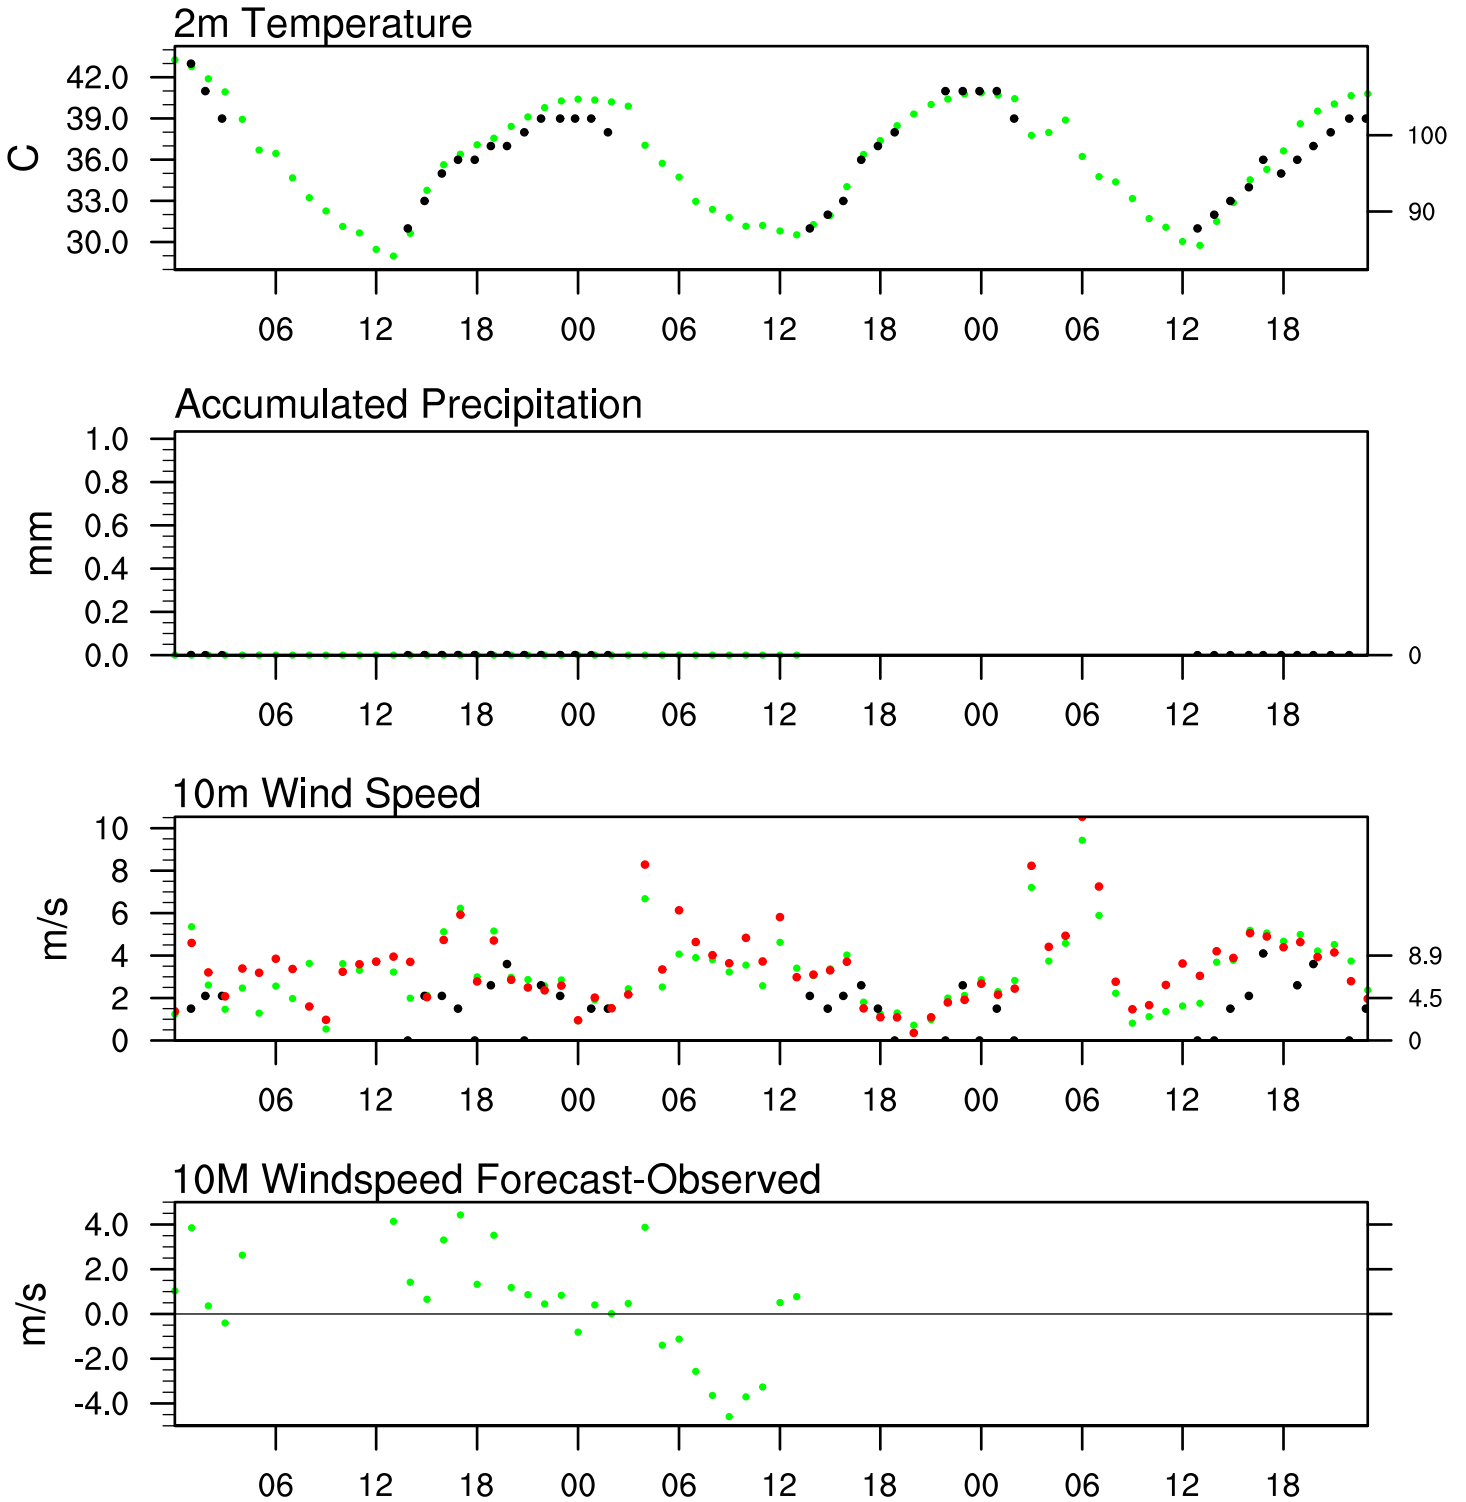 2m Temperature
42.0
39.0
36.0
33.0
30.0
C
100
90
06 12 18 00 06 12 18 00 06 12 18
Accumulated Precipitation
1.0
0.8
0.6
0.4
0.2
0.0
mm
0
06 12 18 00 06 12 18 00 06 12 18
10m Wind Speed
10
8
6
4
2
0
m/s
8.9
4.5
0
06 12 18 00 06 12 18 00 06 12 18
10M Windspeed Forecast-Observed
4.0
2.0
0.0
-2.0
-4.0
m/s
06 12 18 00 06 12 18 00 06 12 18